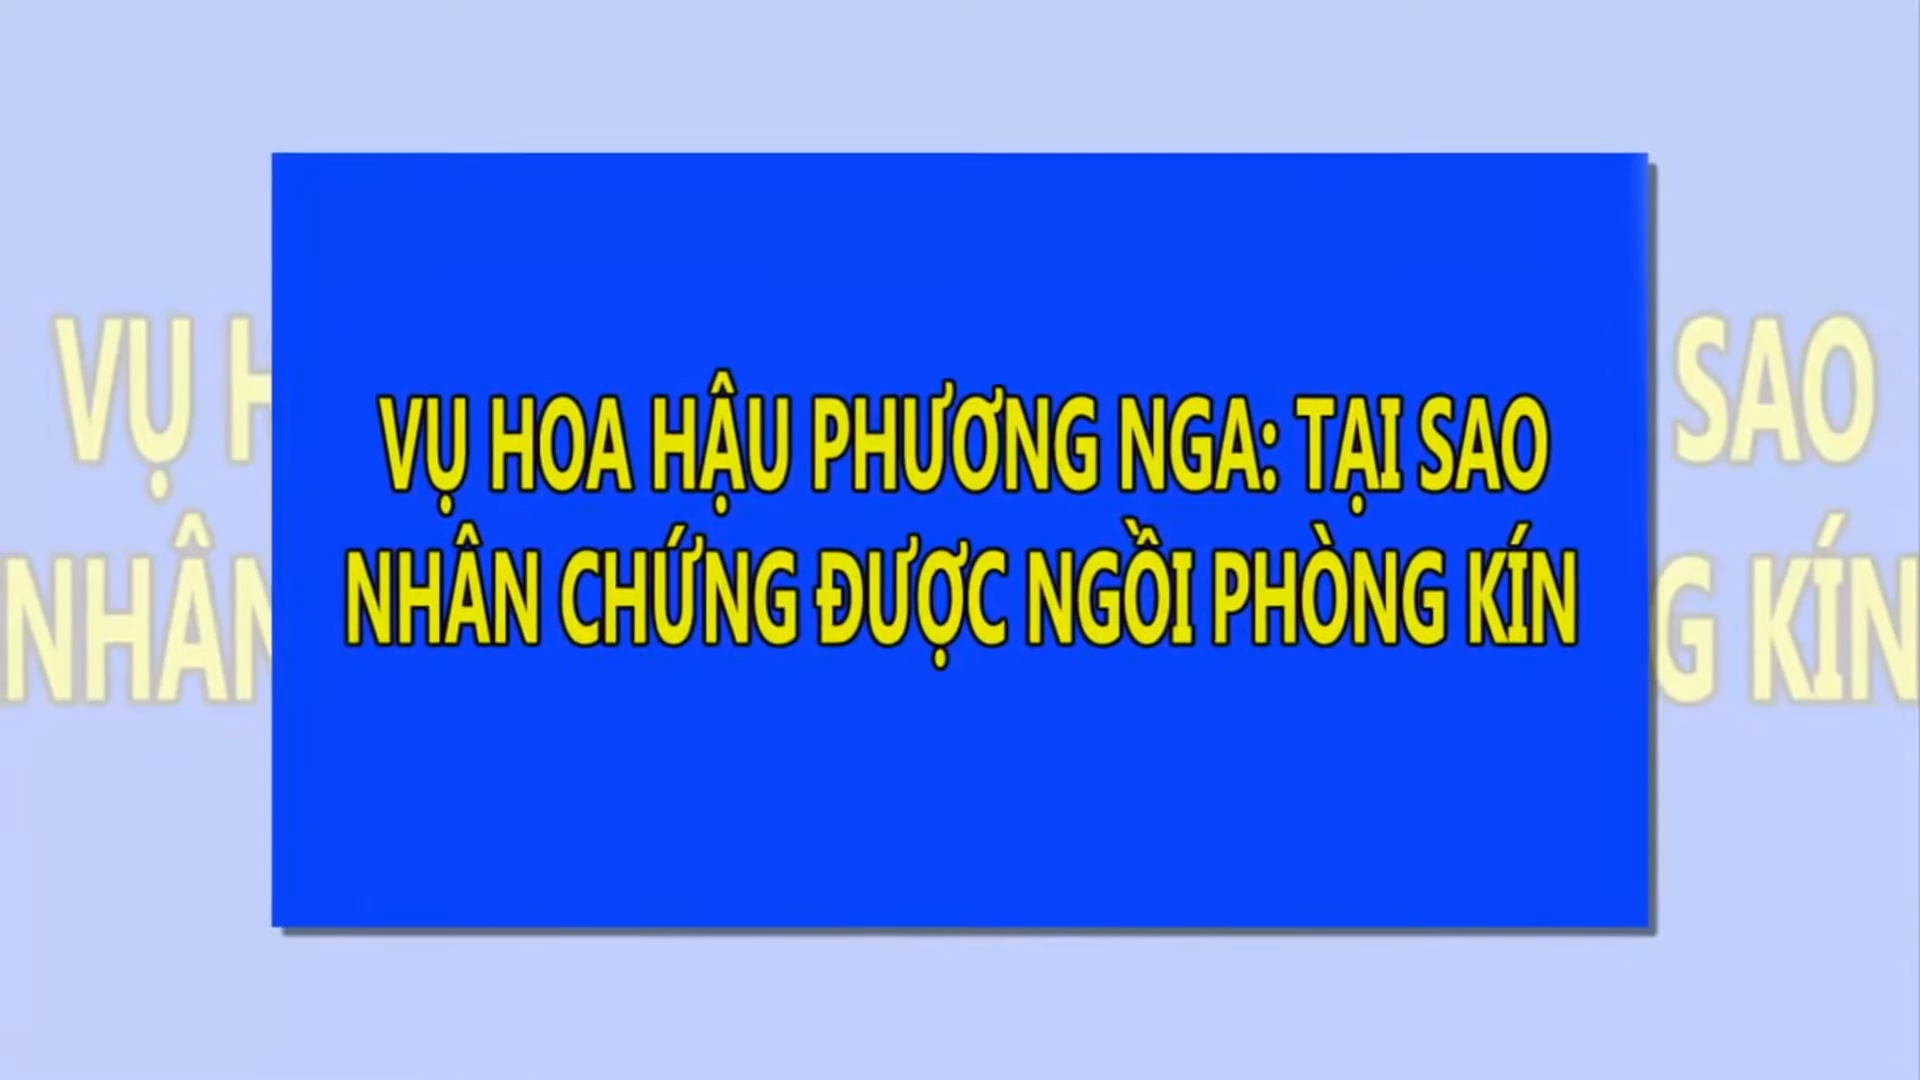 VỤ HOA HẬU PHƯƠNG NGA: TẠI SAO
NHÂN CHỨNG ĐƯỢC NGỒI PHÒNG KÍN